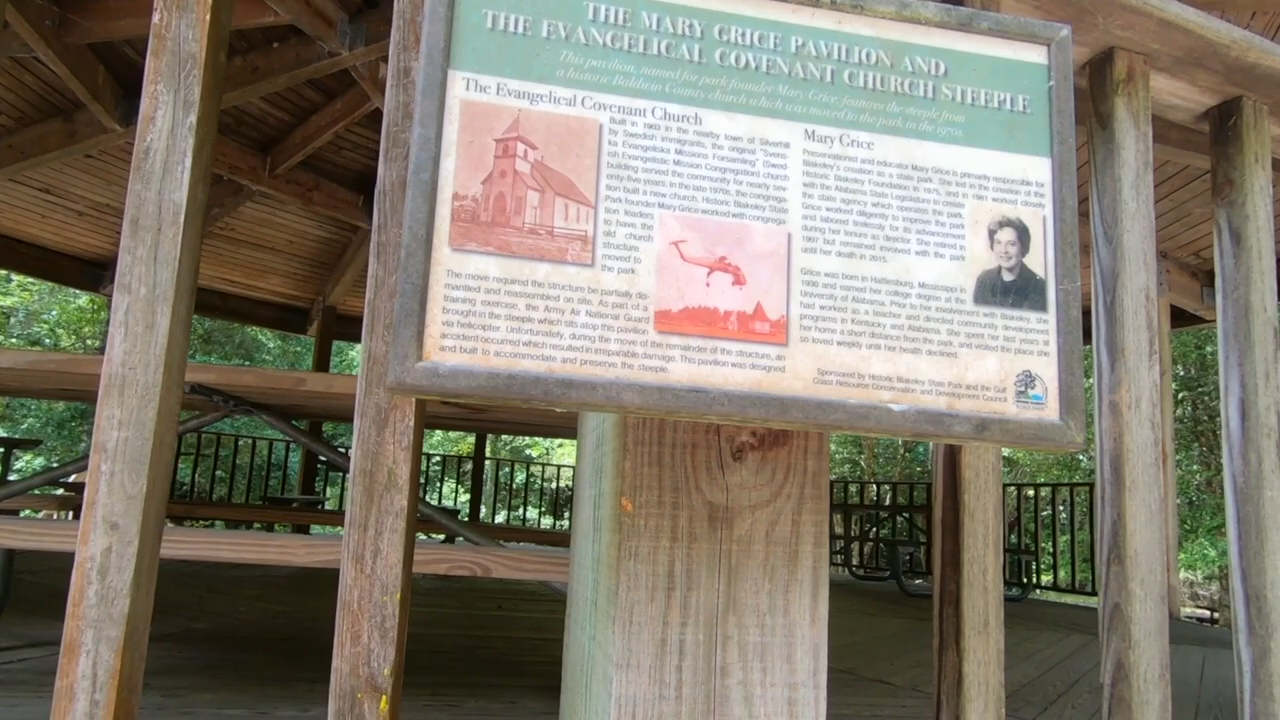 THE MARY GRICE PAVILION AND
THE EVANGELICAL COVENANT CHURCH STEEPLE
This pavilion, named for park founder Mary Grice, features the steeple from
a historic Baldwin County church which was moved to the park in the 1970s.
The Evangelical Covenant Church
Built in 1903 in the nearby town of Silverhill
by Swedish immigrants, the original "Svens-
ka Evangeliska Missions Forsamling" (Swed-
ish Evangelistic Mission Congregation) church
building served the community for nearly sev-
enty-five years. In the late 1970s, the congrega-
tion built a new church. Historic Blakeley State
Park founder Mary Grice worked with congrega-
tion leaders
to have the
old church
structure
moved to
the park.
The move required the structure be partially dis-
mantled and reassembled on site. As part of a
training exercise, the Army Air National Guard
brought in the steeple which sits atop this pavilion
via helicopter. Unfortunately, during the move of the remainder of the structure, an
accident occurred which resulted in irreparable damage. This pavilion was designed
and built to accommodate and preserve the steeple.
Mary Grice
Preservationist and educator Mary Grice is primarily responsible for
Blakeley's creation as a state park. She led in the creation of the
Historic Blakeley Foundation in 1975, and in 1981 worked closely
with the Alabama State Legislature to create
the state agency which operates the park.
Grice worked diligently to improve the park
and labored tirelessly for its advancement
during her tenure as director. She retired in
1997 but remained involved with the park
until her death in 2015.
Grice was born in Hattiesburg, Mississippi in
1930 and earned her college degree at the
University of Alabama. Prior to her involvement with Blakeley, she
had worked as a teacher and directed community development
programs in Kentucky and Alabama. She spent her last years at
her home a short distance from the park, and visited the place she
so loved weekly until her health declined.
Sponsored by Historic Blakeley State Park and the Gulf
Coast Resource Conservation and Development Council